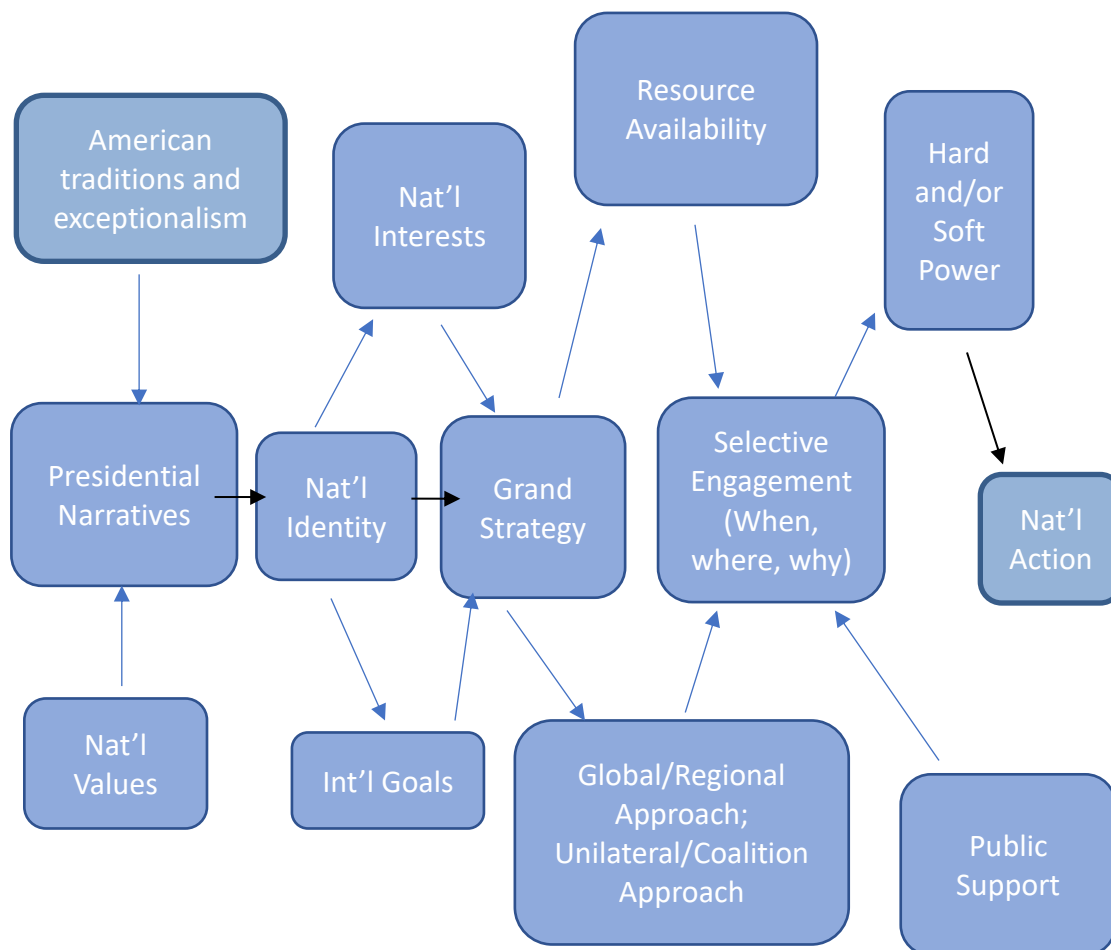 American
traditions and
exceptionalism
Nat’l
Interests
Resource
Availability
Hard
and/or
Soft
Power
Presidential
Narratives
Nat’l
Identity
Grand
Strategy
Selective
Engagement
(When,
where, why)
Nat’l
Action
Nat’l
Values
Int’l Goals
Global/Regional
Approach;
Unilateral/Coalition
Approach
Public
Support